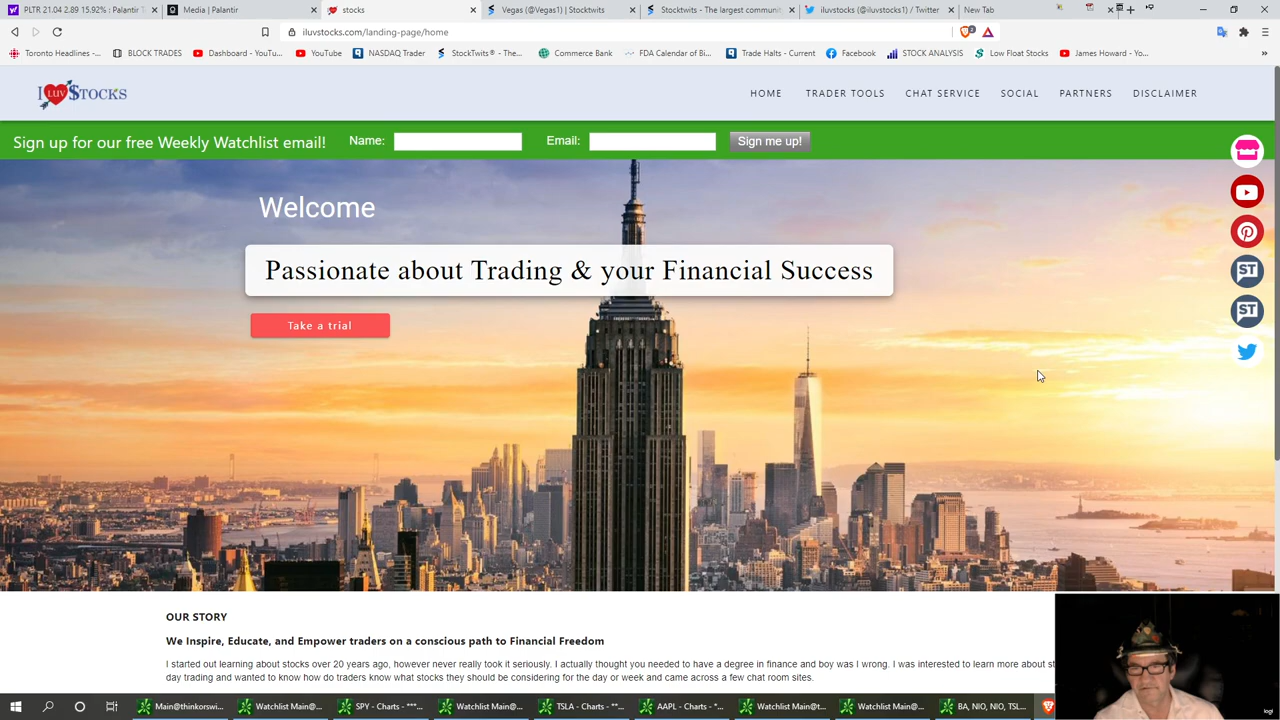 PLTR 21.04 2.89 15.92% : Palantir T
Media | Palantir
stocks
Vegas (@Vegas1) | Stocktwits
Stocktwits - The largest communit
iluvstocks (@iluvstocks1) / Twitter
New Tab
iluvstocks.com/landing-page/home
Toronto Headlines -...
BLOCK TRADES
Dashboard - YouTu...
YouTube
NASDAQ Trader
StockTwits® - The...
Commerce Bank
FDA Calendar of Bi...
Trade Halts - Current
Facebook
STOCK ANALYSIS
Low Float Stocks
James Howard - Yo...
I LUV $TOCKS
HOME
TRADER TOOLS
CHAT SERVICE
SOCIAL
PARTNERS
DISCLAIMER
Sign up for our free Weekly Watchlist email!
Name:
Email:
Sign me up!
Welcome
Passionate about Trading & your Financial Success
Take a trial
ST
ST
OUR STORY
We Inspire, Educate, and Empower traders on a conscious path to Financial Freedom
I started out learning about stocks over 20 years ago, however never really took it seriously. I actually thought you needed to have a degree in finance and boy was I wrong. I was interested to learn more about st
day trading and wanted to know how do traders know what stocks they should be considering for the day or week and came across a few chat room sites.
Main@thinkorswi...
Watchlist Main@...
SPY - Charts - ***...
Watchlist Main@...
TSLA - Charts - **...
AAPL - Charts - *...
Watchlist Main@t...
Watchlist Main@...
BA, NIO, NIO, TSL...
logi